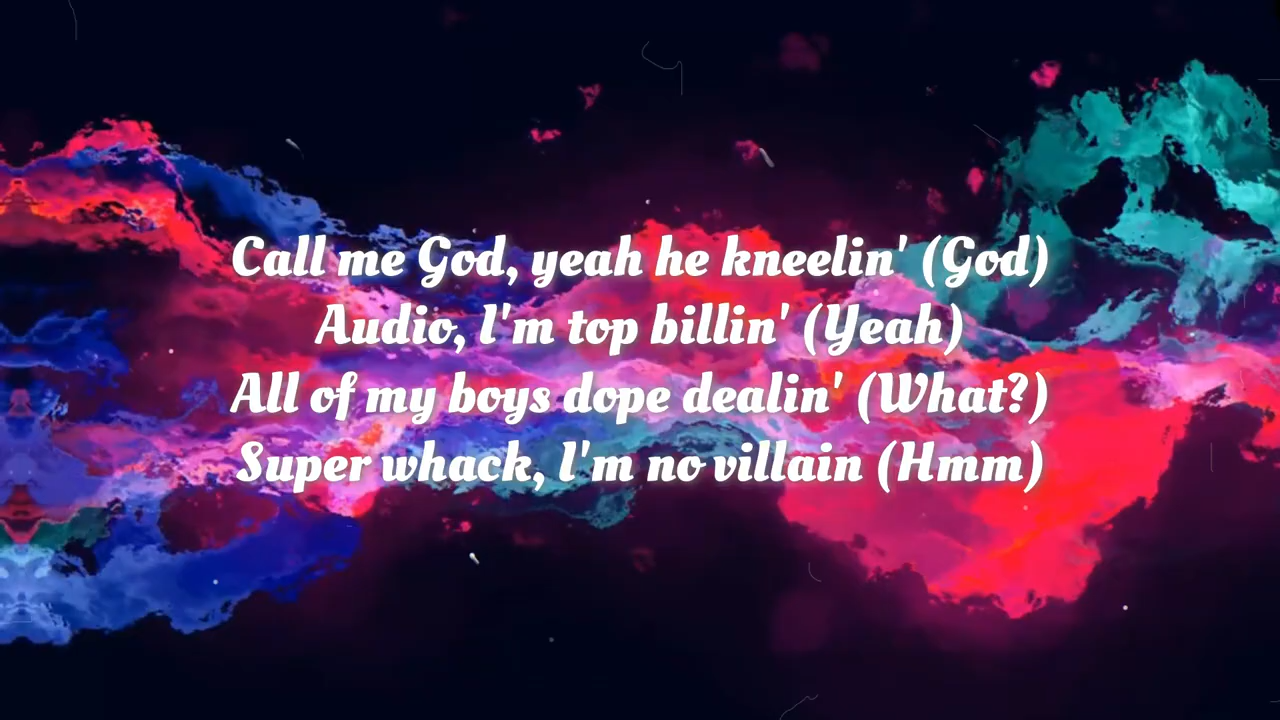 Call me God, yeah he kneelin' (God)
Audio, I'm top billin' (Yeah)
All of my boys dope dealin' (What?)
Super whack, I'm no villain (Hmm)